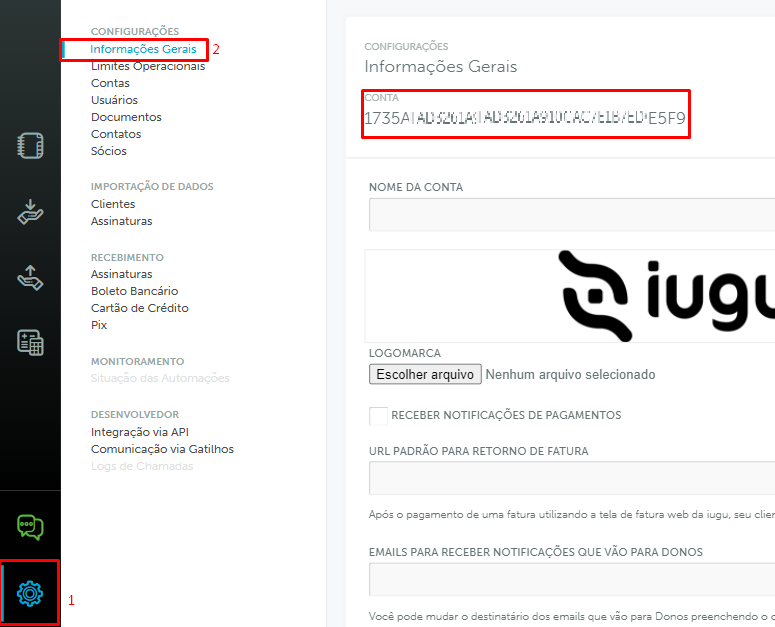 CONFIGURAÇÕES
Informações Gerais
2
Limites Operacionais
Contas
Usuários
Documentos
Contatos
Sócios
IMPORTAÇÃO DE DADOS
Clientes
Assinaturas
RECEBIMENTO
Assinaturas
Boleto Bancário
Cartão de Crédito
Pix
MONITORAMENTO
Situação das Automações
DESENVOLVEDOR
Integração via API
Comunicação via Gatilhos
Logs de Chamadas
1
CONFIGURAÇÕES
Informações Gerais
CONTA
NOME DA CONTA
iugu
LOGOMARCA
Escolher arquivo Nenhum arquivo selecionado
RECEBER NOTIFICAÇÕES DE PAGAMENTOS
URL PADRÃO PARA RETORNO DE FATURA
Após o pagamento de uma fatura utilizando a tela de fatura web da iugu, seu clien
EMAILS PARA RECEBER NOTIFICAÇÕES QUE VÃO PARA DONOS
Você pode mudar o destinatário dos emails que vão para Donos preenchendo o c